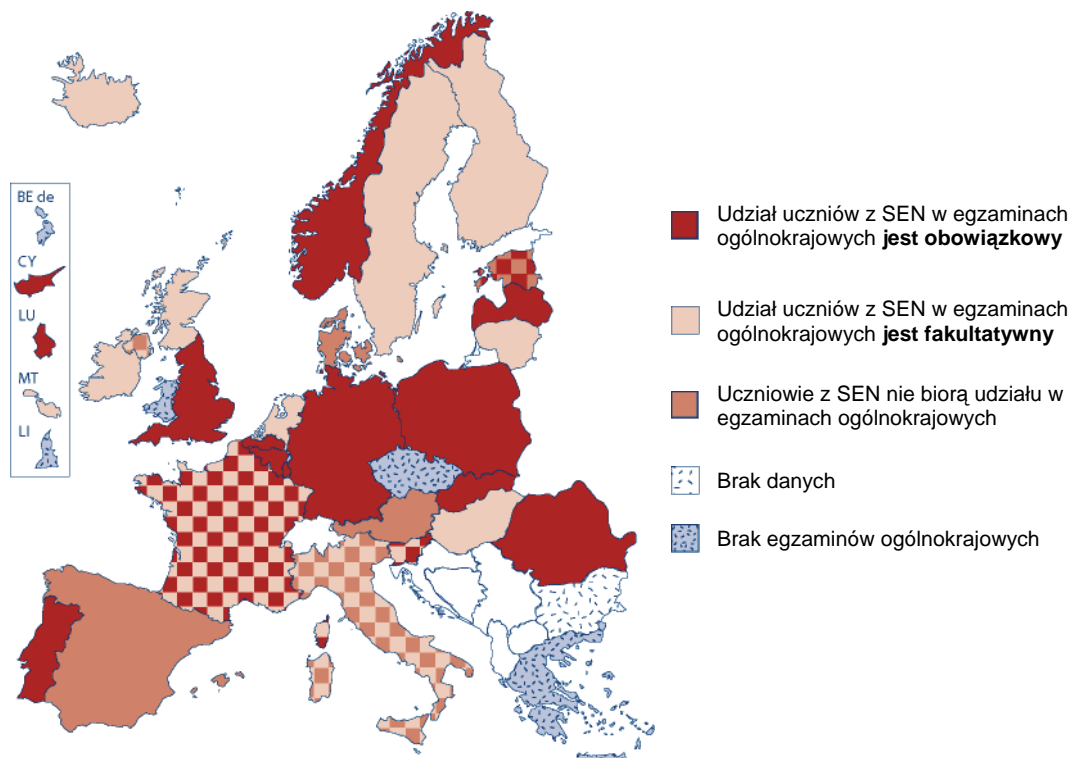 BE de
CY
LU
MT
LI
Udział uczniów z SEN w egzaminach
ogólnokrajowych jest obowiązkowy
Udział uczniów z SEN w egzaminach
ogólnokrajowych jest fakultatywny
Uczniowie z SEN nie biorą udziału w
egzaminach ogólnokrajowych
Brak danych
Brak egzaminów ogólnokrajowych